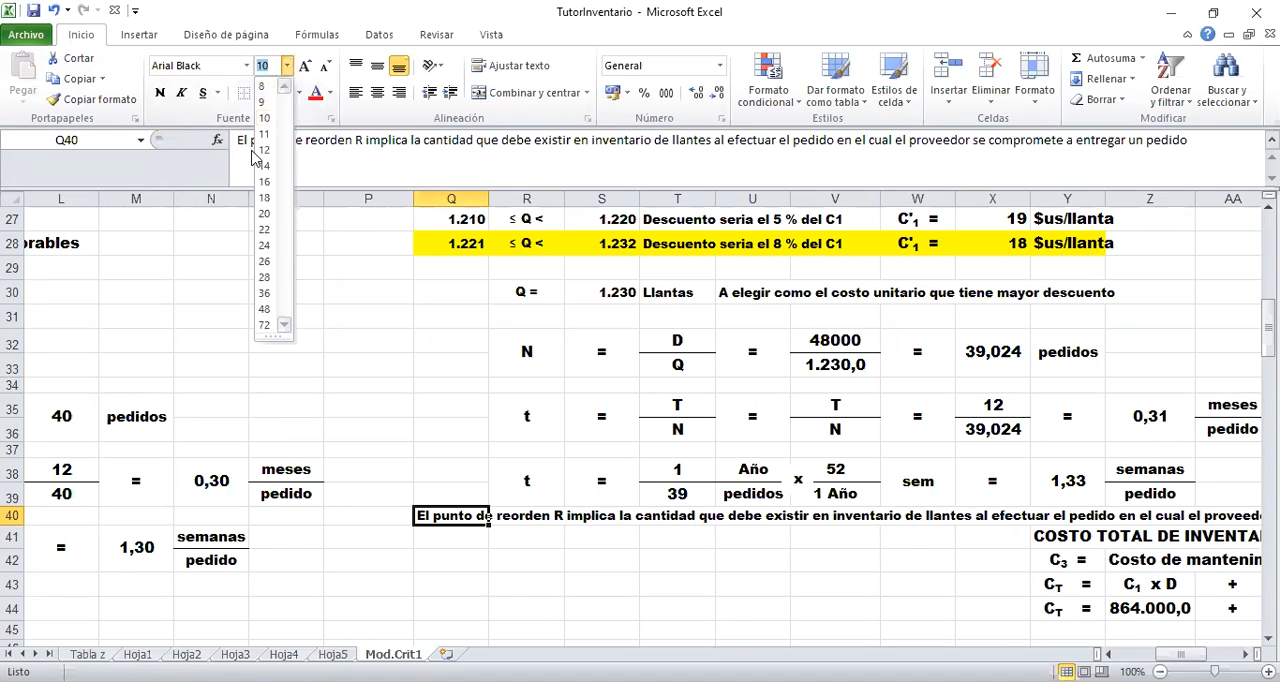 TutorInventario - Microsoft Excel
Archivo Inicio Insertar Diseño de página Fórmulas Datos Revisar Vista
Pegar
Cortar
Copiar
Copiar formato
Portapapeles
Arial Black 10
N K S
Fuente
8
9
10
11
12
14
16
18
20
22
24
26
28
36
48
72
Ajustar texto
Combinar y centrar
Alineación
General
% 000
Número
Formato condicional
Dar formato como tabla
Estilos de celda
Estilos
Insertar Eliminar Formato
Celdas
Autosuma
Rellenar
Borrar
Ordenar y filtrar
Buscar y seleccionar
Modificar
Q40 fx El p e reorden R implica la cantidad que debe existir en inventario de llantes al efectuar el pedido en el cual el proveedor se compromete a entregar un pedido
L M N P Q R S T U V W X Y Z AA
27 1.210 ≤ Q < 1.220 Descuento seria el 5 % del C1 C'1 = 19 $us/llanta
28 orables 1.221 ≤ Q < 1.232 Descuento seria el 8 % del C1 C'1 = 18 $us/llanta
29
30 Q = 1.230 Llantas A elegir como el costo unitario que tiene mayor descuento
31
32 N = D = 48000 = 39,024 pedidos
33 Q 1.230,0
34
35 40 pedidos t = T = T = 12 = 0,31 meses
36 N N 39,024 pedido
37
38 12 = 0,30 meses t = 1 Año x 52 sem = 1,33 semanas
39 40 pedido 39 pedidos 1 Año pedido
40 El punto de reorden R implica la cantidad que debe existir en inventario de llantes al efectuar el pedido en el cual el proveed
41 = 1,30 semanas COSTO TOTAL DE INVENTA
42 pedido C3 = Costo de mantenin
43 CT = C1 x D +
44 CT = 864.000,0 +
45
Tabla z Hoja1 Hoja2 Hoja3 Hoja4 Hoja5 Mod.Crit1
Listo 100%